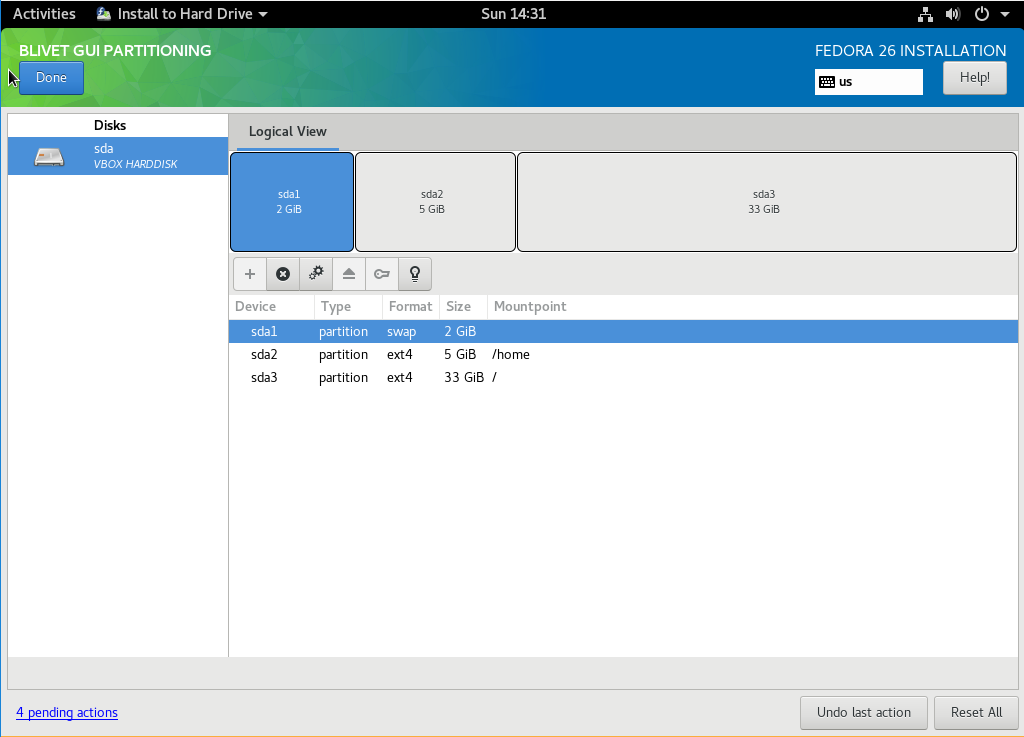 Activities Install to Hard Drive Sun 14:31
BLIVET GUI PARTITIONING FEDORA 26 INSTALLATION
Done us Help!
Disks
sda
VBOX HARDDISK
Logical View
sda1
2 GiB
sda2
5 GiB
sda3
33 GiB
Device Type Format Size Mountpoint
sda1 partition swap 2 GiB
sda2 partition ext4 5 GiB /home
sda3 partition ext4 33 GiB /
4 pending actions Undo last action Reset All